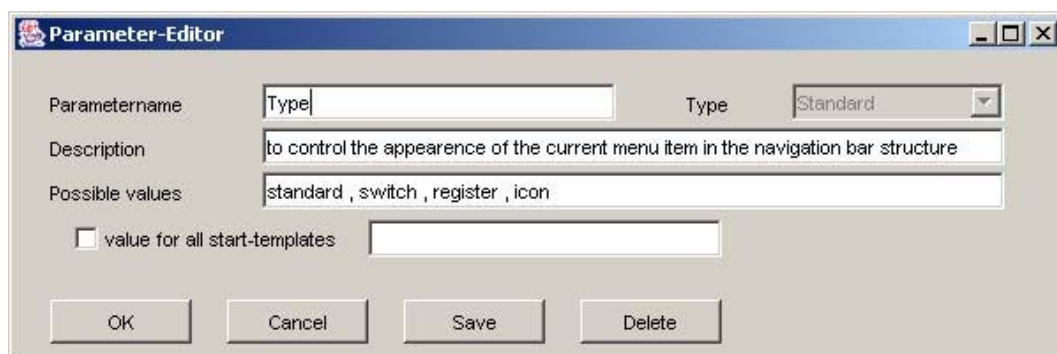 Parameter-Editor
Parametername Type Type Standard
Description to control the appearence of the current menu item in the navigation bar structure
Possible values standard , switch , register , icon
value for all start-templates
OK Cancel Save Delete